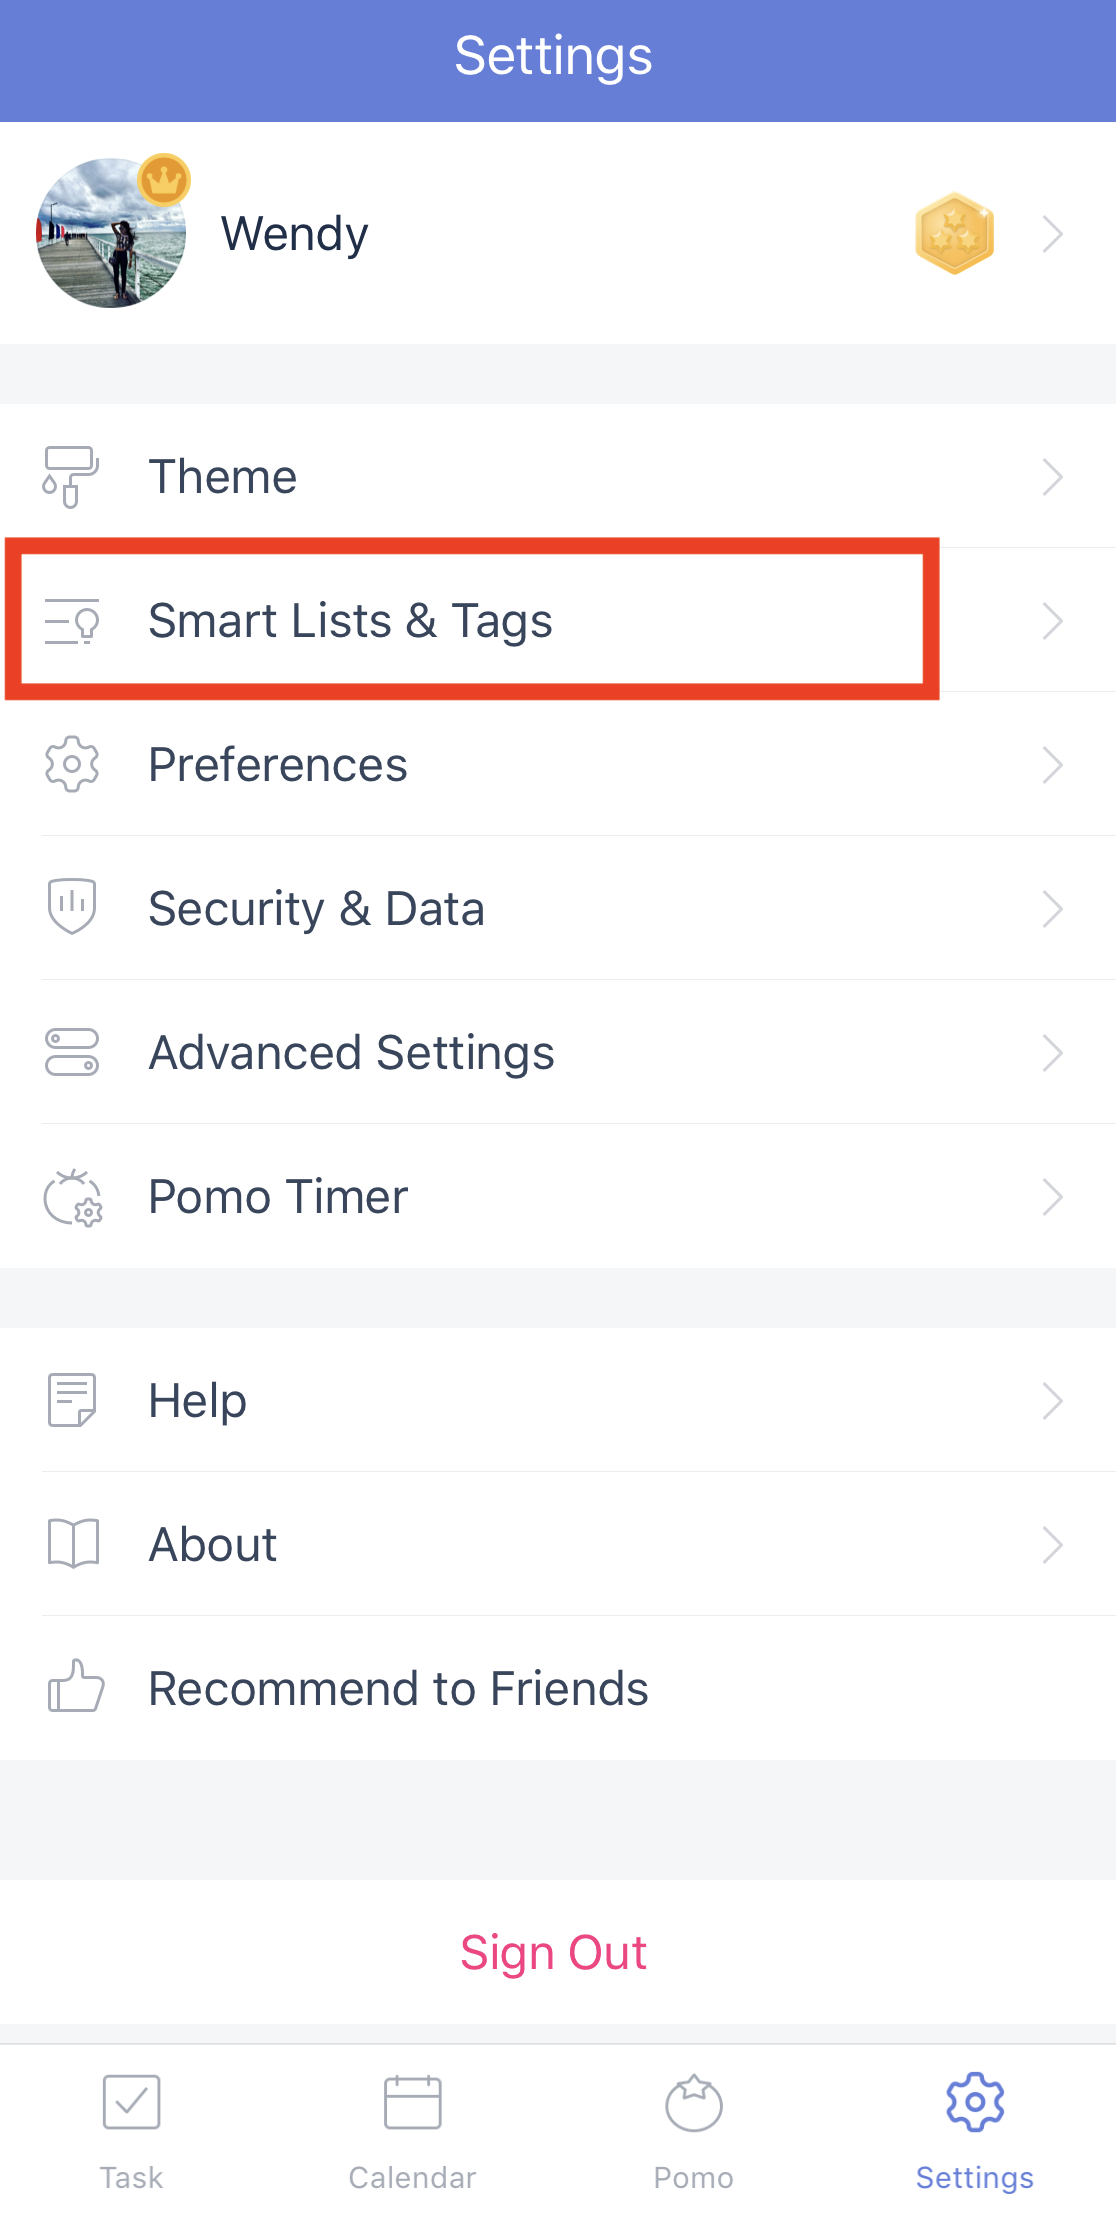 Settings
Wendy
Theme
Smart Lists & Tags
Preferences
Security & Data
Advanced Settings
Pomo Timer
Help
About
Recommend to Friends
Sign Out
Task
Calendar
Pomo
Settings